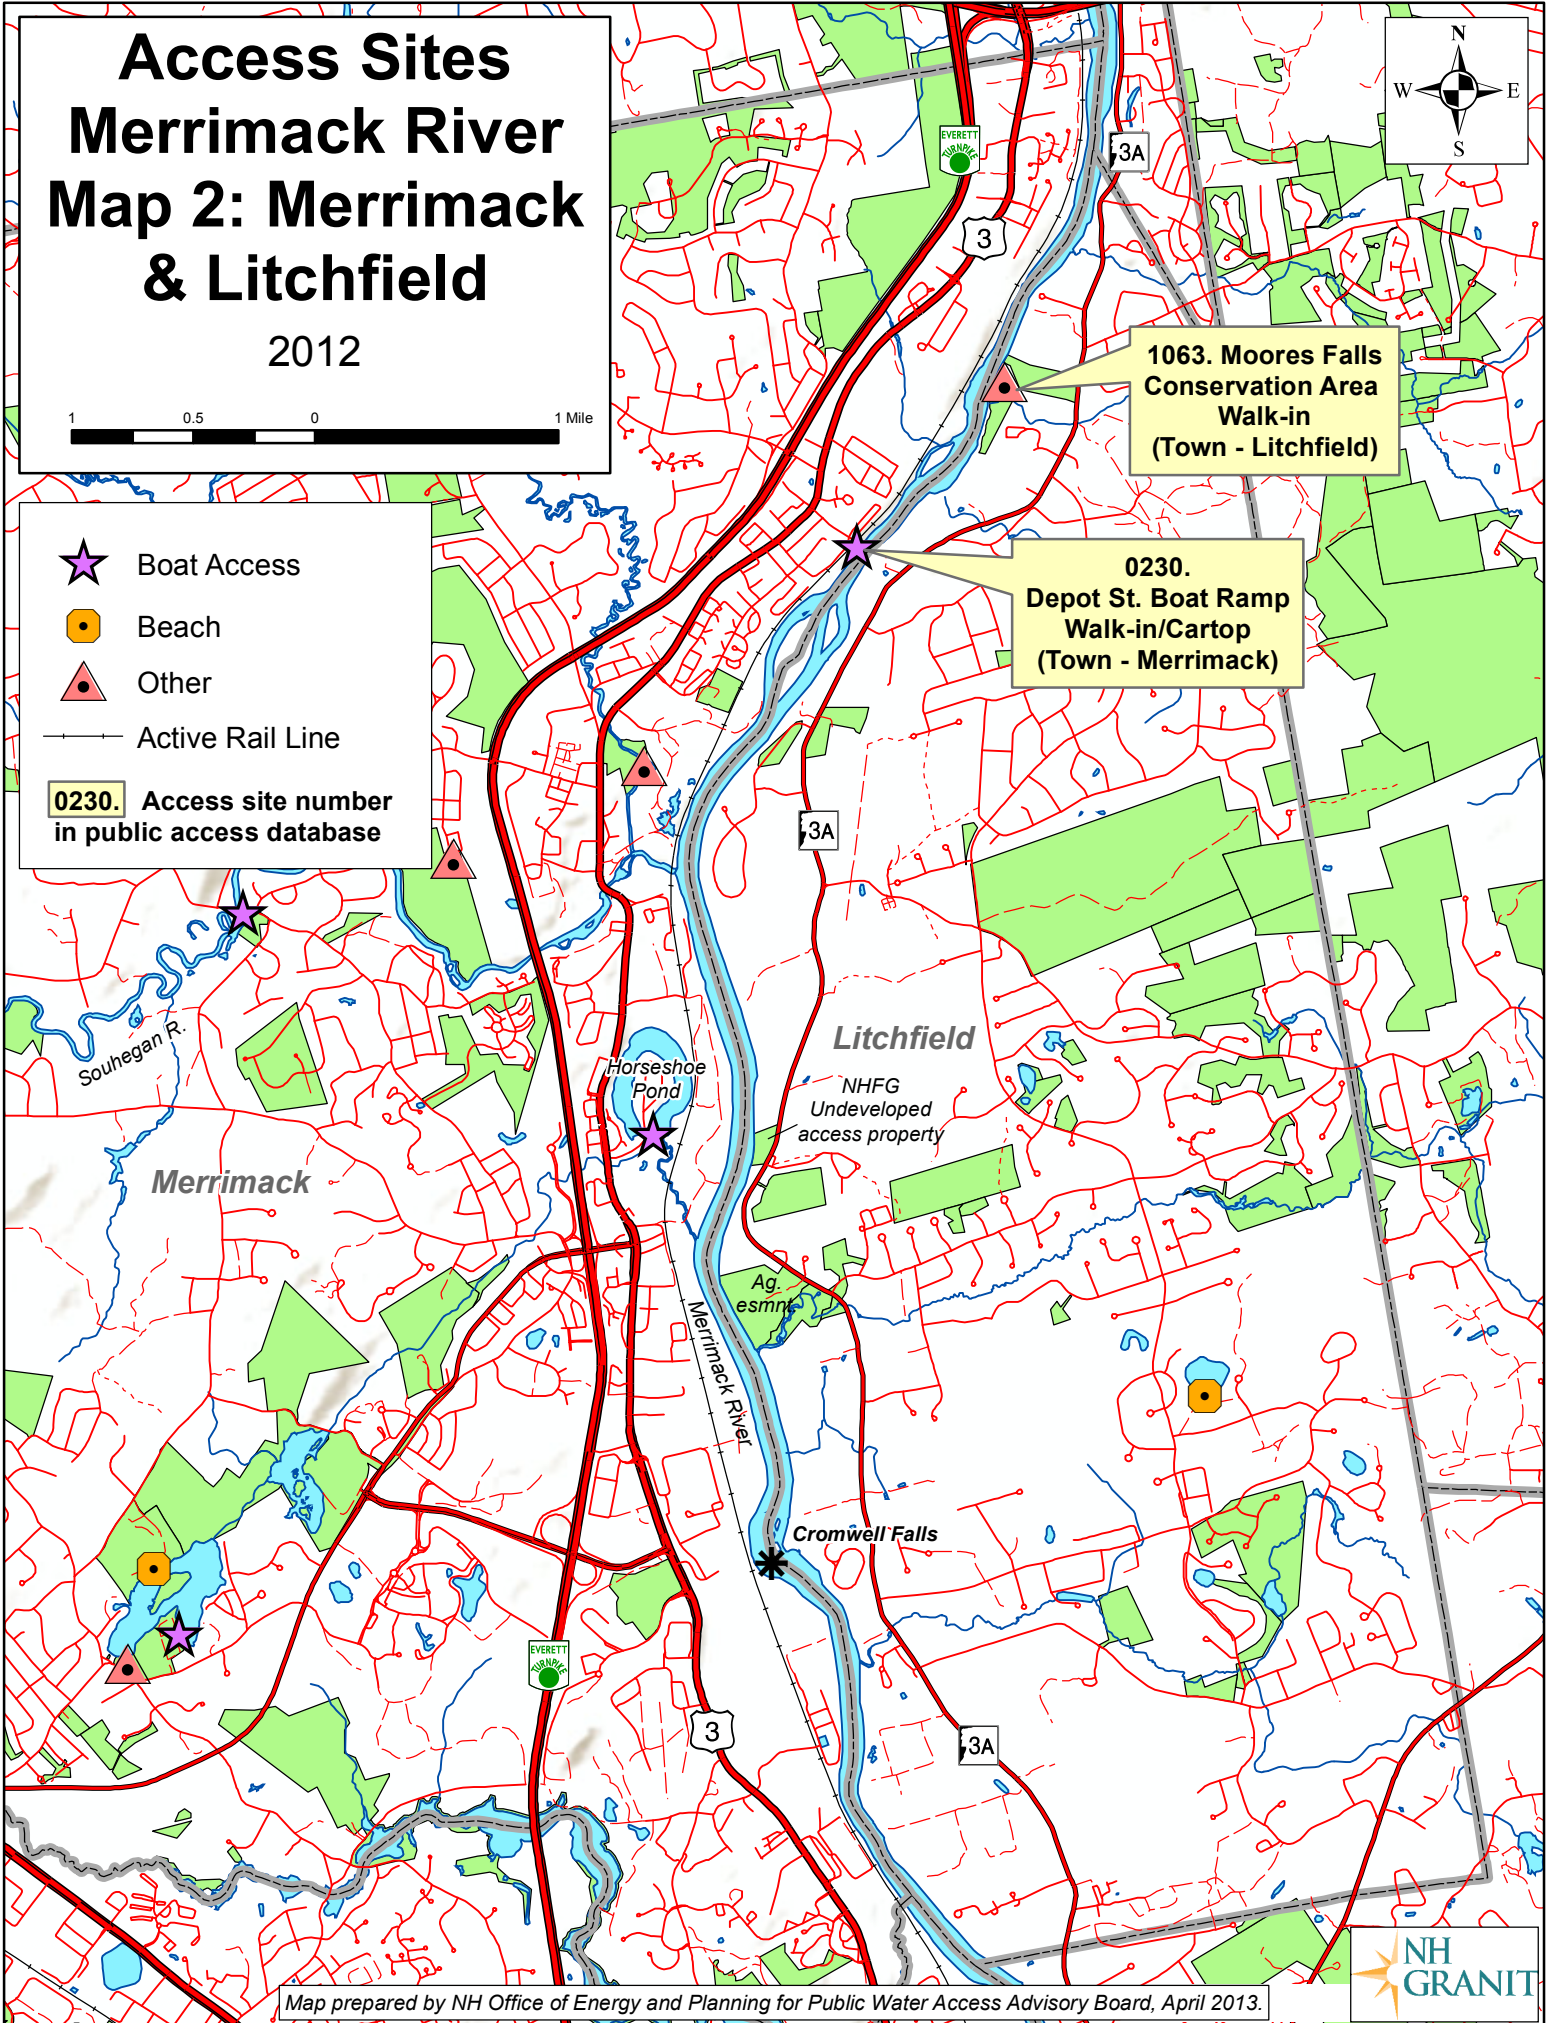 Access Sites
Merrimack River
Map 2: Merrimack
& Litchfield
2012
1 0.5 0 1 Mile
N
W E
S
Boat Access
Beach
Other
Active Rail Line
0230. Access site number
in public access database
EVERETT
TURNPIKE
3
3A
1063. Moores Falls
Conservation Area
Walk-in
(Town - Litchfield)
0230.
Depot St. Boat Ramp
Walk-in/Cartop
(Town - Merrimack)
3A
Souhegan R.
Litchfield
Horseshoe
Pond
NHFG
Undeveloped
access property
Merrimack
Ag.
esmnt.
Merrimack River
Cromwell Falls
EVERETT
TURNPIKE
3
3A
NH
GRANIT
Map prepared by NH Office of Energy and Planning for Public Water Access Advisory Board, April 2013.